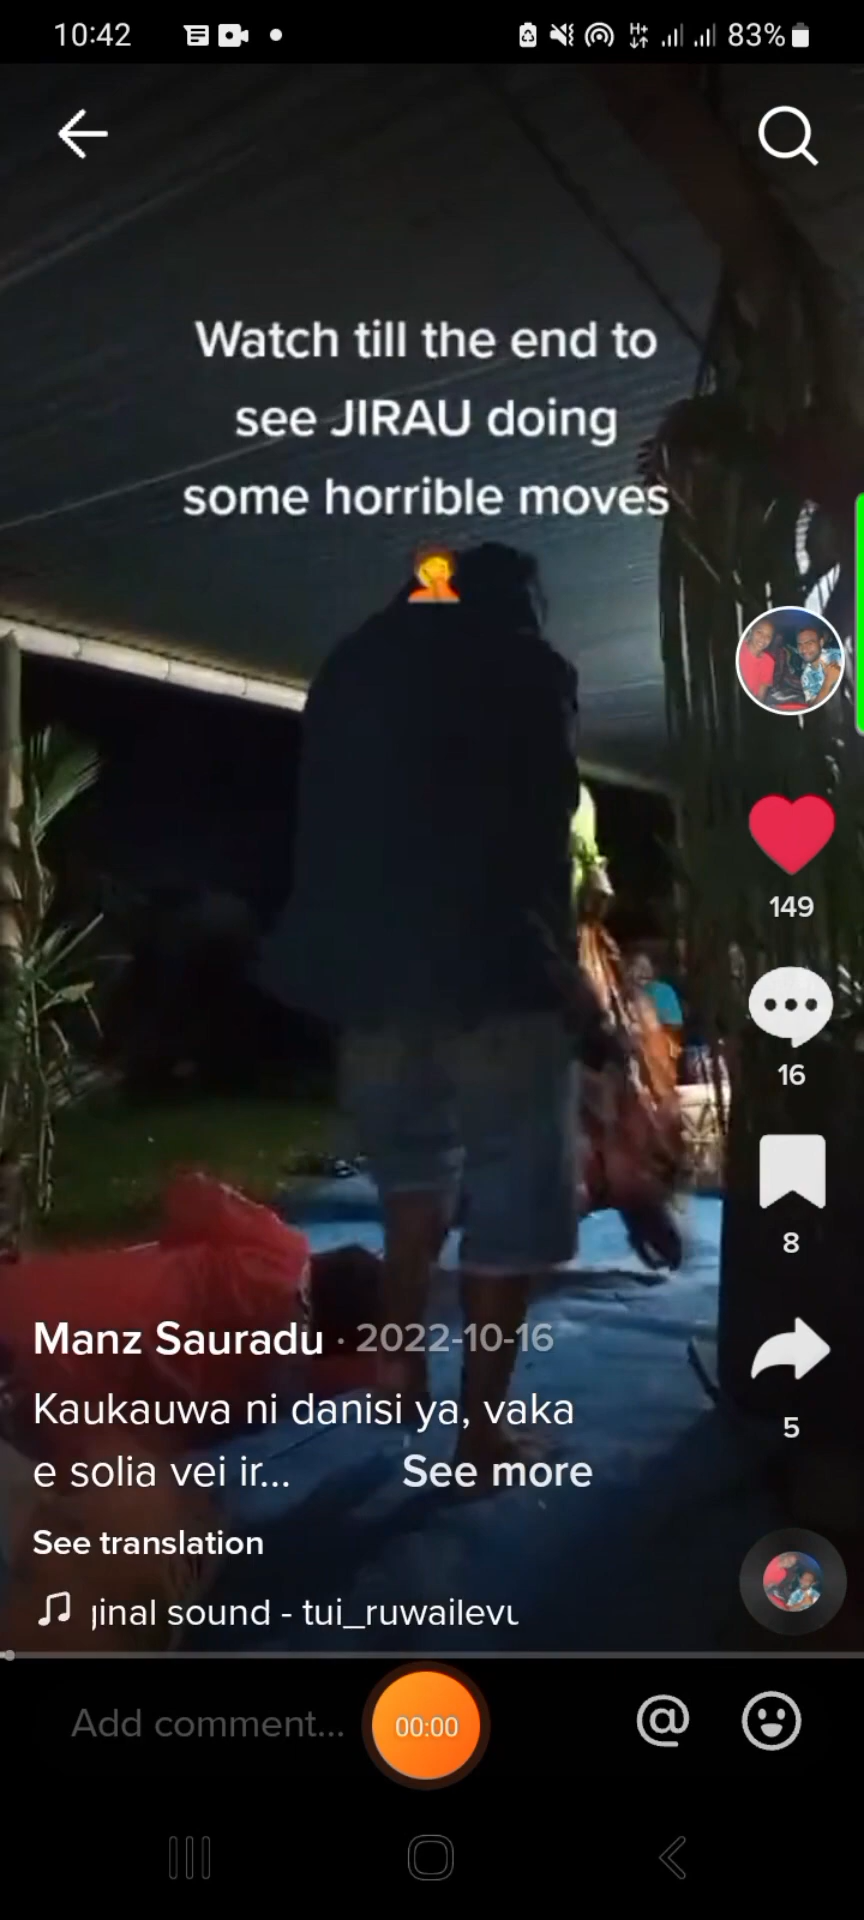 10:42
H+
83%
Watch till the end to
see JIRAU doing
some horrible moves
🤦
149
16
8
Manz Sauradu · 2022-10-16
5
Kaukauwa ni danisi ya, vaka
e solia vei ir... See more
See translation
jinal sound - tui_ruwailevu
Add comment...
00:00
@